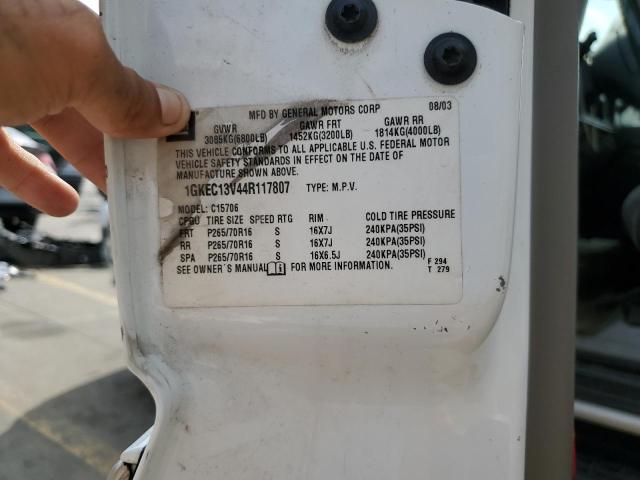 MFD BY GENERAL MOTORS CORP 08/03
GVWR GAWR FRT GAWR RR
3085KG(6800LB) 1452KG(3200LB) 1814KG(4000LB)
THIS VEHICLE CONFORMS TO ALL APPLICABLE U.S. FEDERAL MOTOR
VEHICLE SAFETY STANDARDS IN EFFECT ON THE DATE OF
MANUFACTURE SHOWN ABOVE.
1GKEC13V44R117807 TYPE: M.P.V.
MODEL: C15706
TIRE SIZE SPEED RTG RIM COLD TIRE PRESSURE
FRT P265/70R16 S 16X7J 240KPA(35PSI)
RR P265/70R16 S 16X7J 240KPA(35PSI)
SPA P265/70R16 S 16X6.5J 240KPA(35PSI)
SEE OWNER'S MANUAL FOR MORE INFORMATION.
F 294
T 279